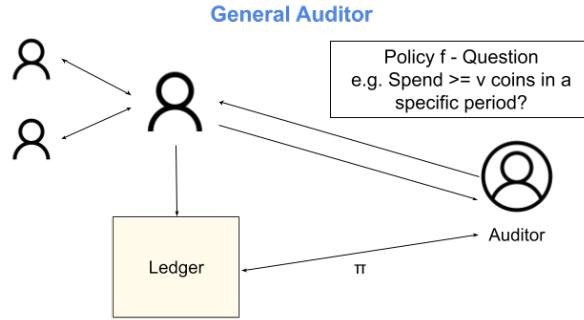 General Auditor
Policy f - Question
e.g. Spend >= v coins in a
specific period?
Auditor
Ledger
π